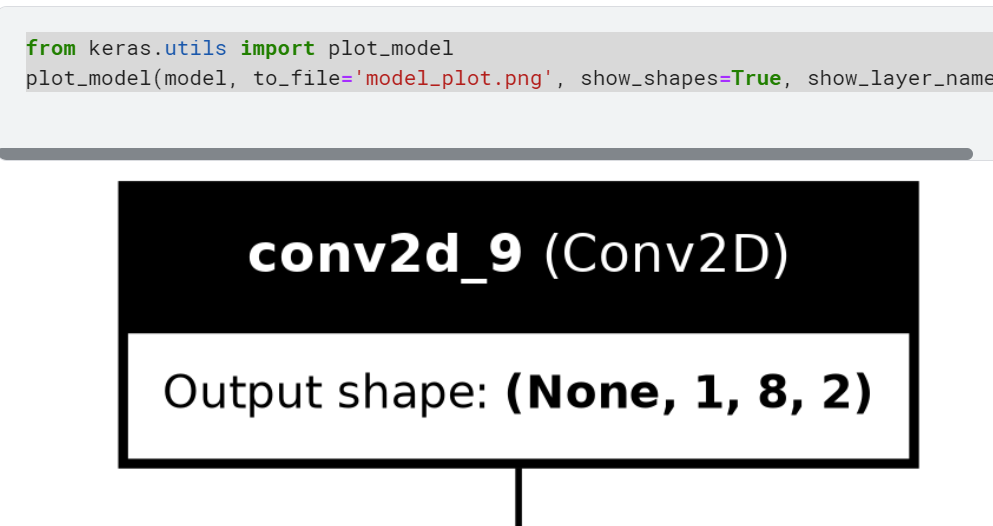 from keras.utils import plot_model
plot_model(model, to_file='model_plot.png', show_shapes=True, show_layer_name
conv2d_9 (Conv2D)
Output shape: (None, 1, 8, 2)